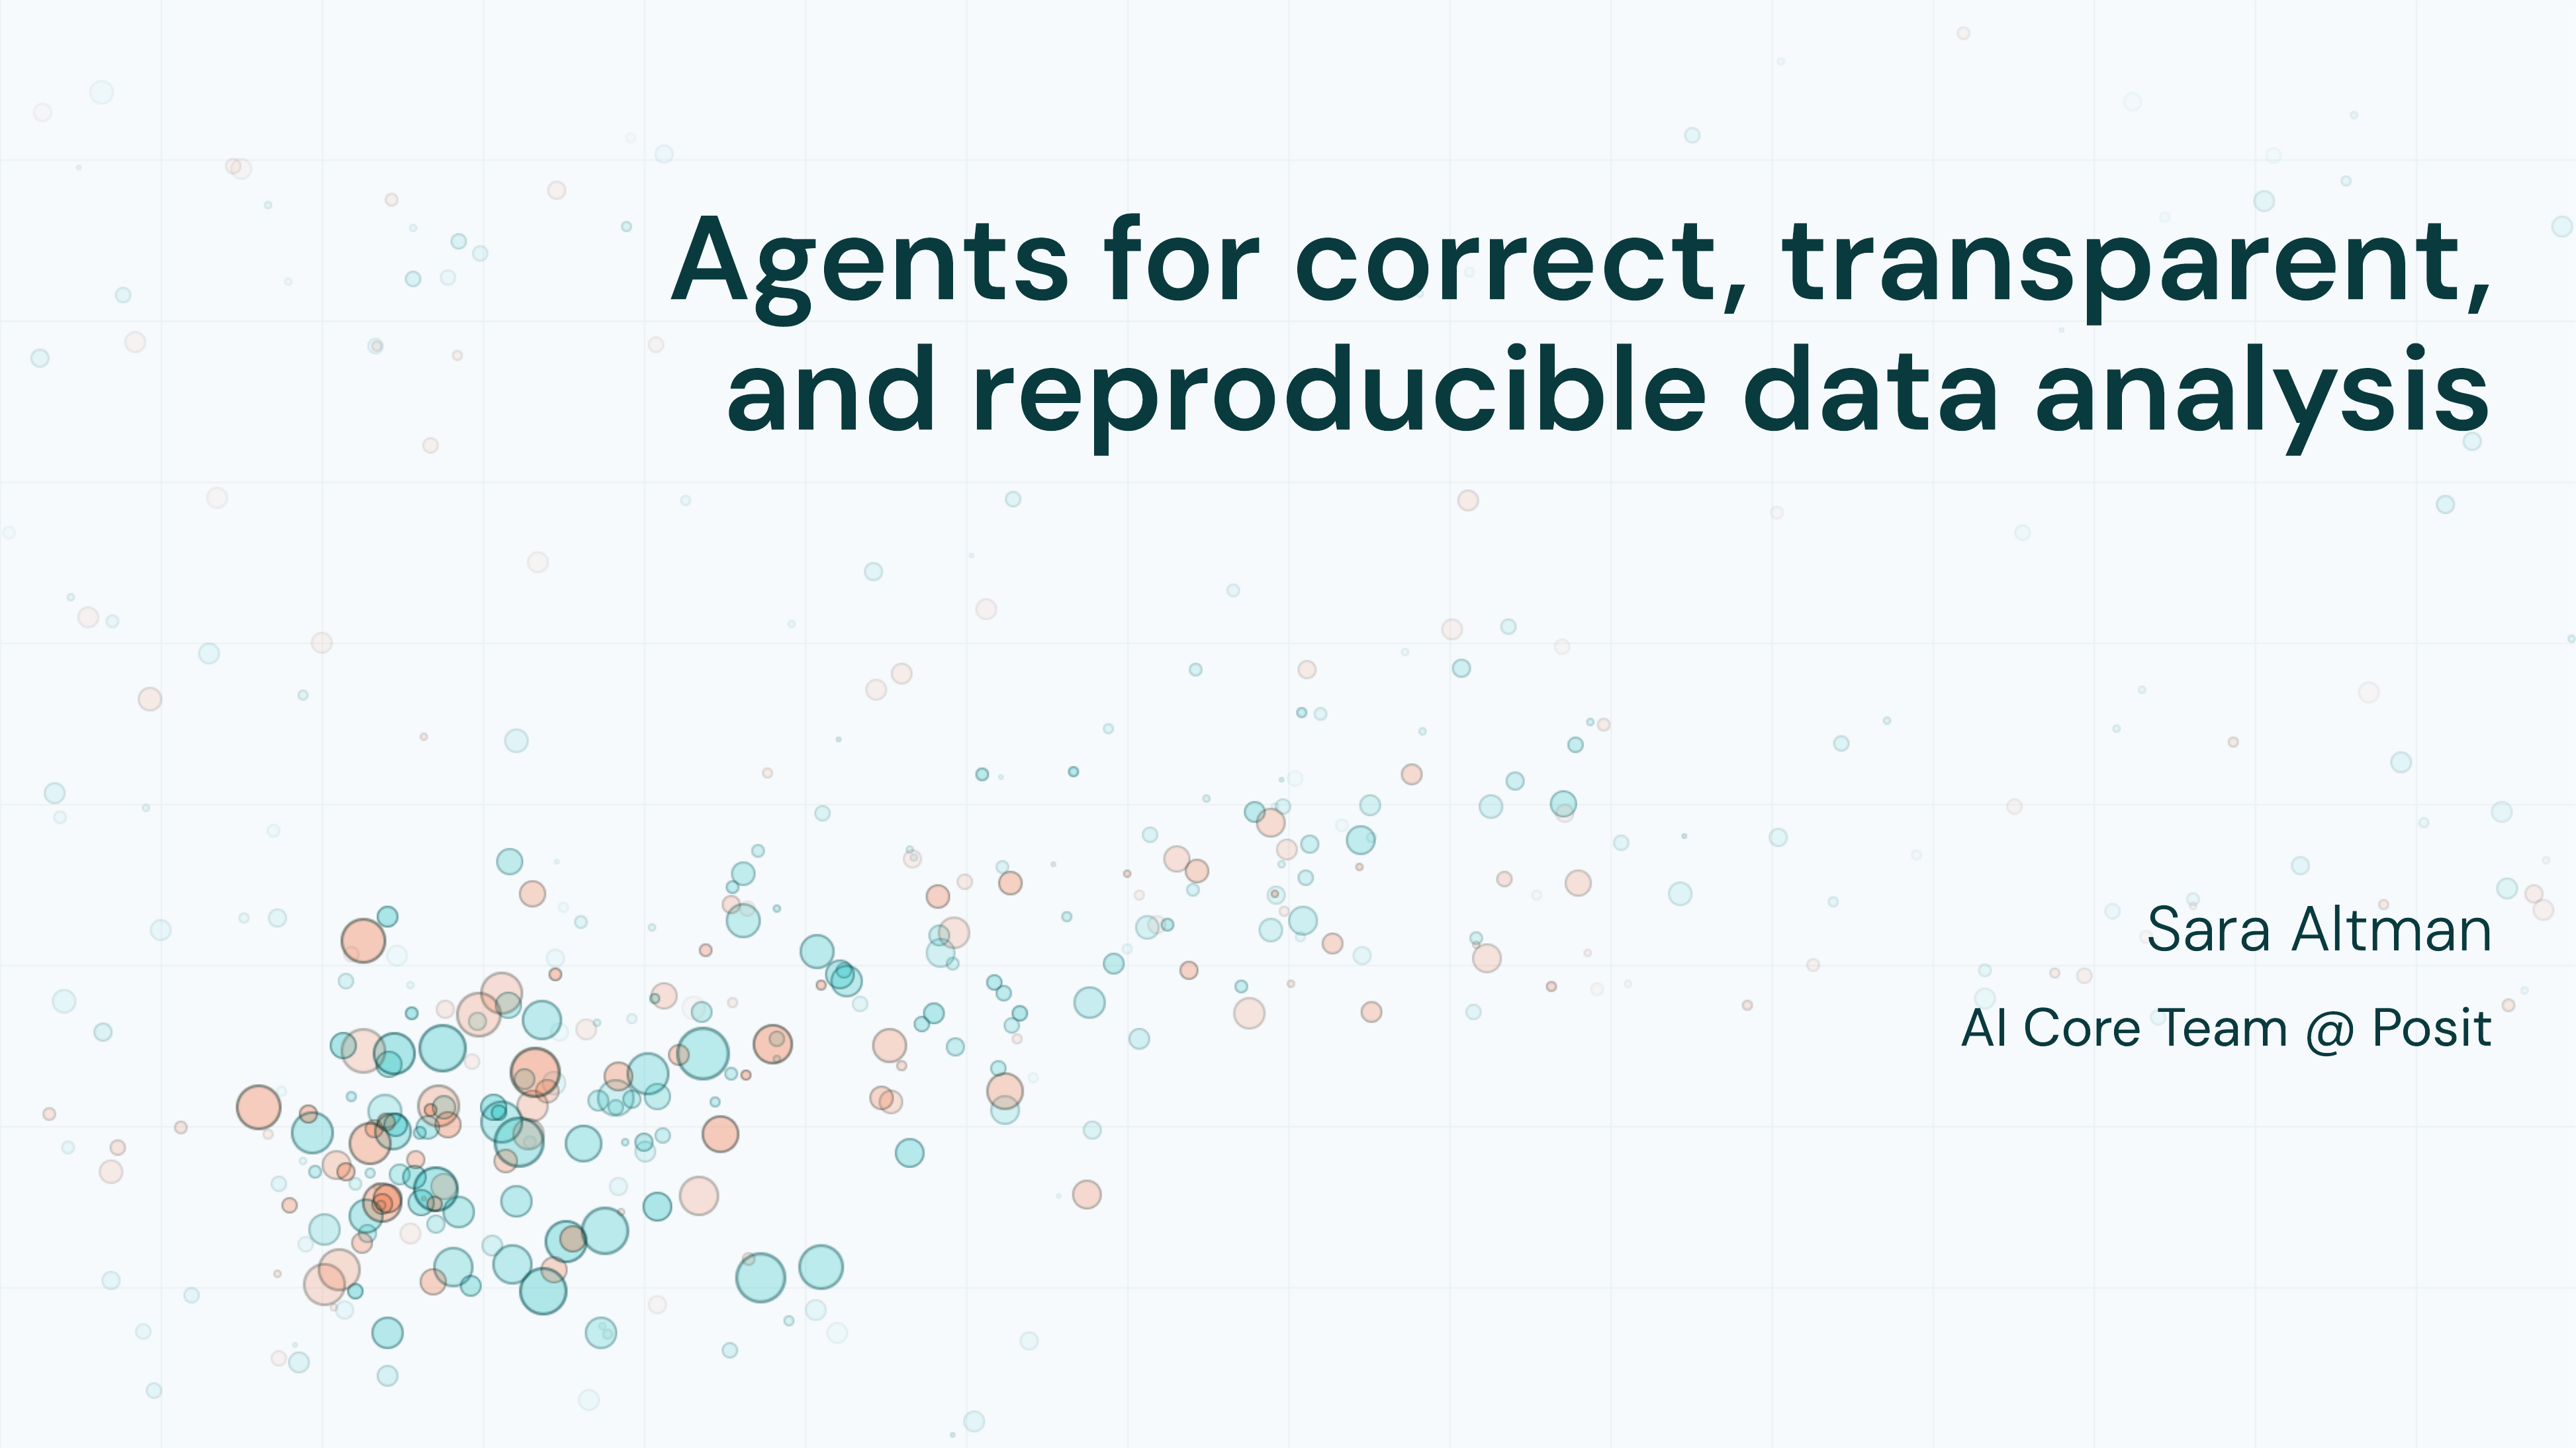 Agents for correct, transparent,
and reproducible data analysis
Sara Altman
AI Core Team @ Posit